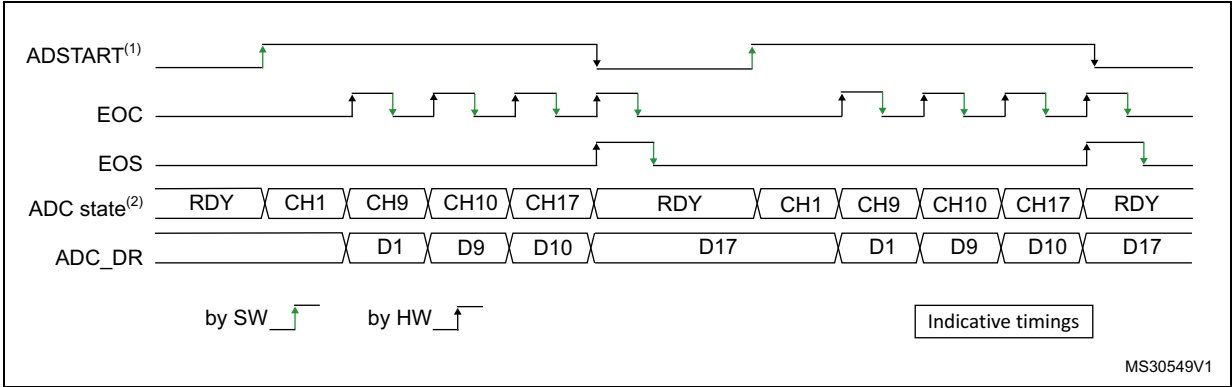 ADSTART(1)
EOC
EOS
ADC state(2) RDY CH1 CH9 CH10 CH17 RDY CH1 CH9 CH10 CH17 RDY
ADC_DR D1 D9 D10 D17 D1 D9 D10 D17
by SW by HW Indicative timings
MS30549V1